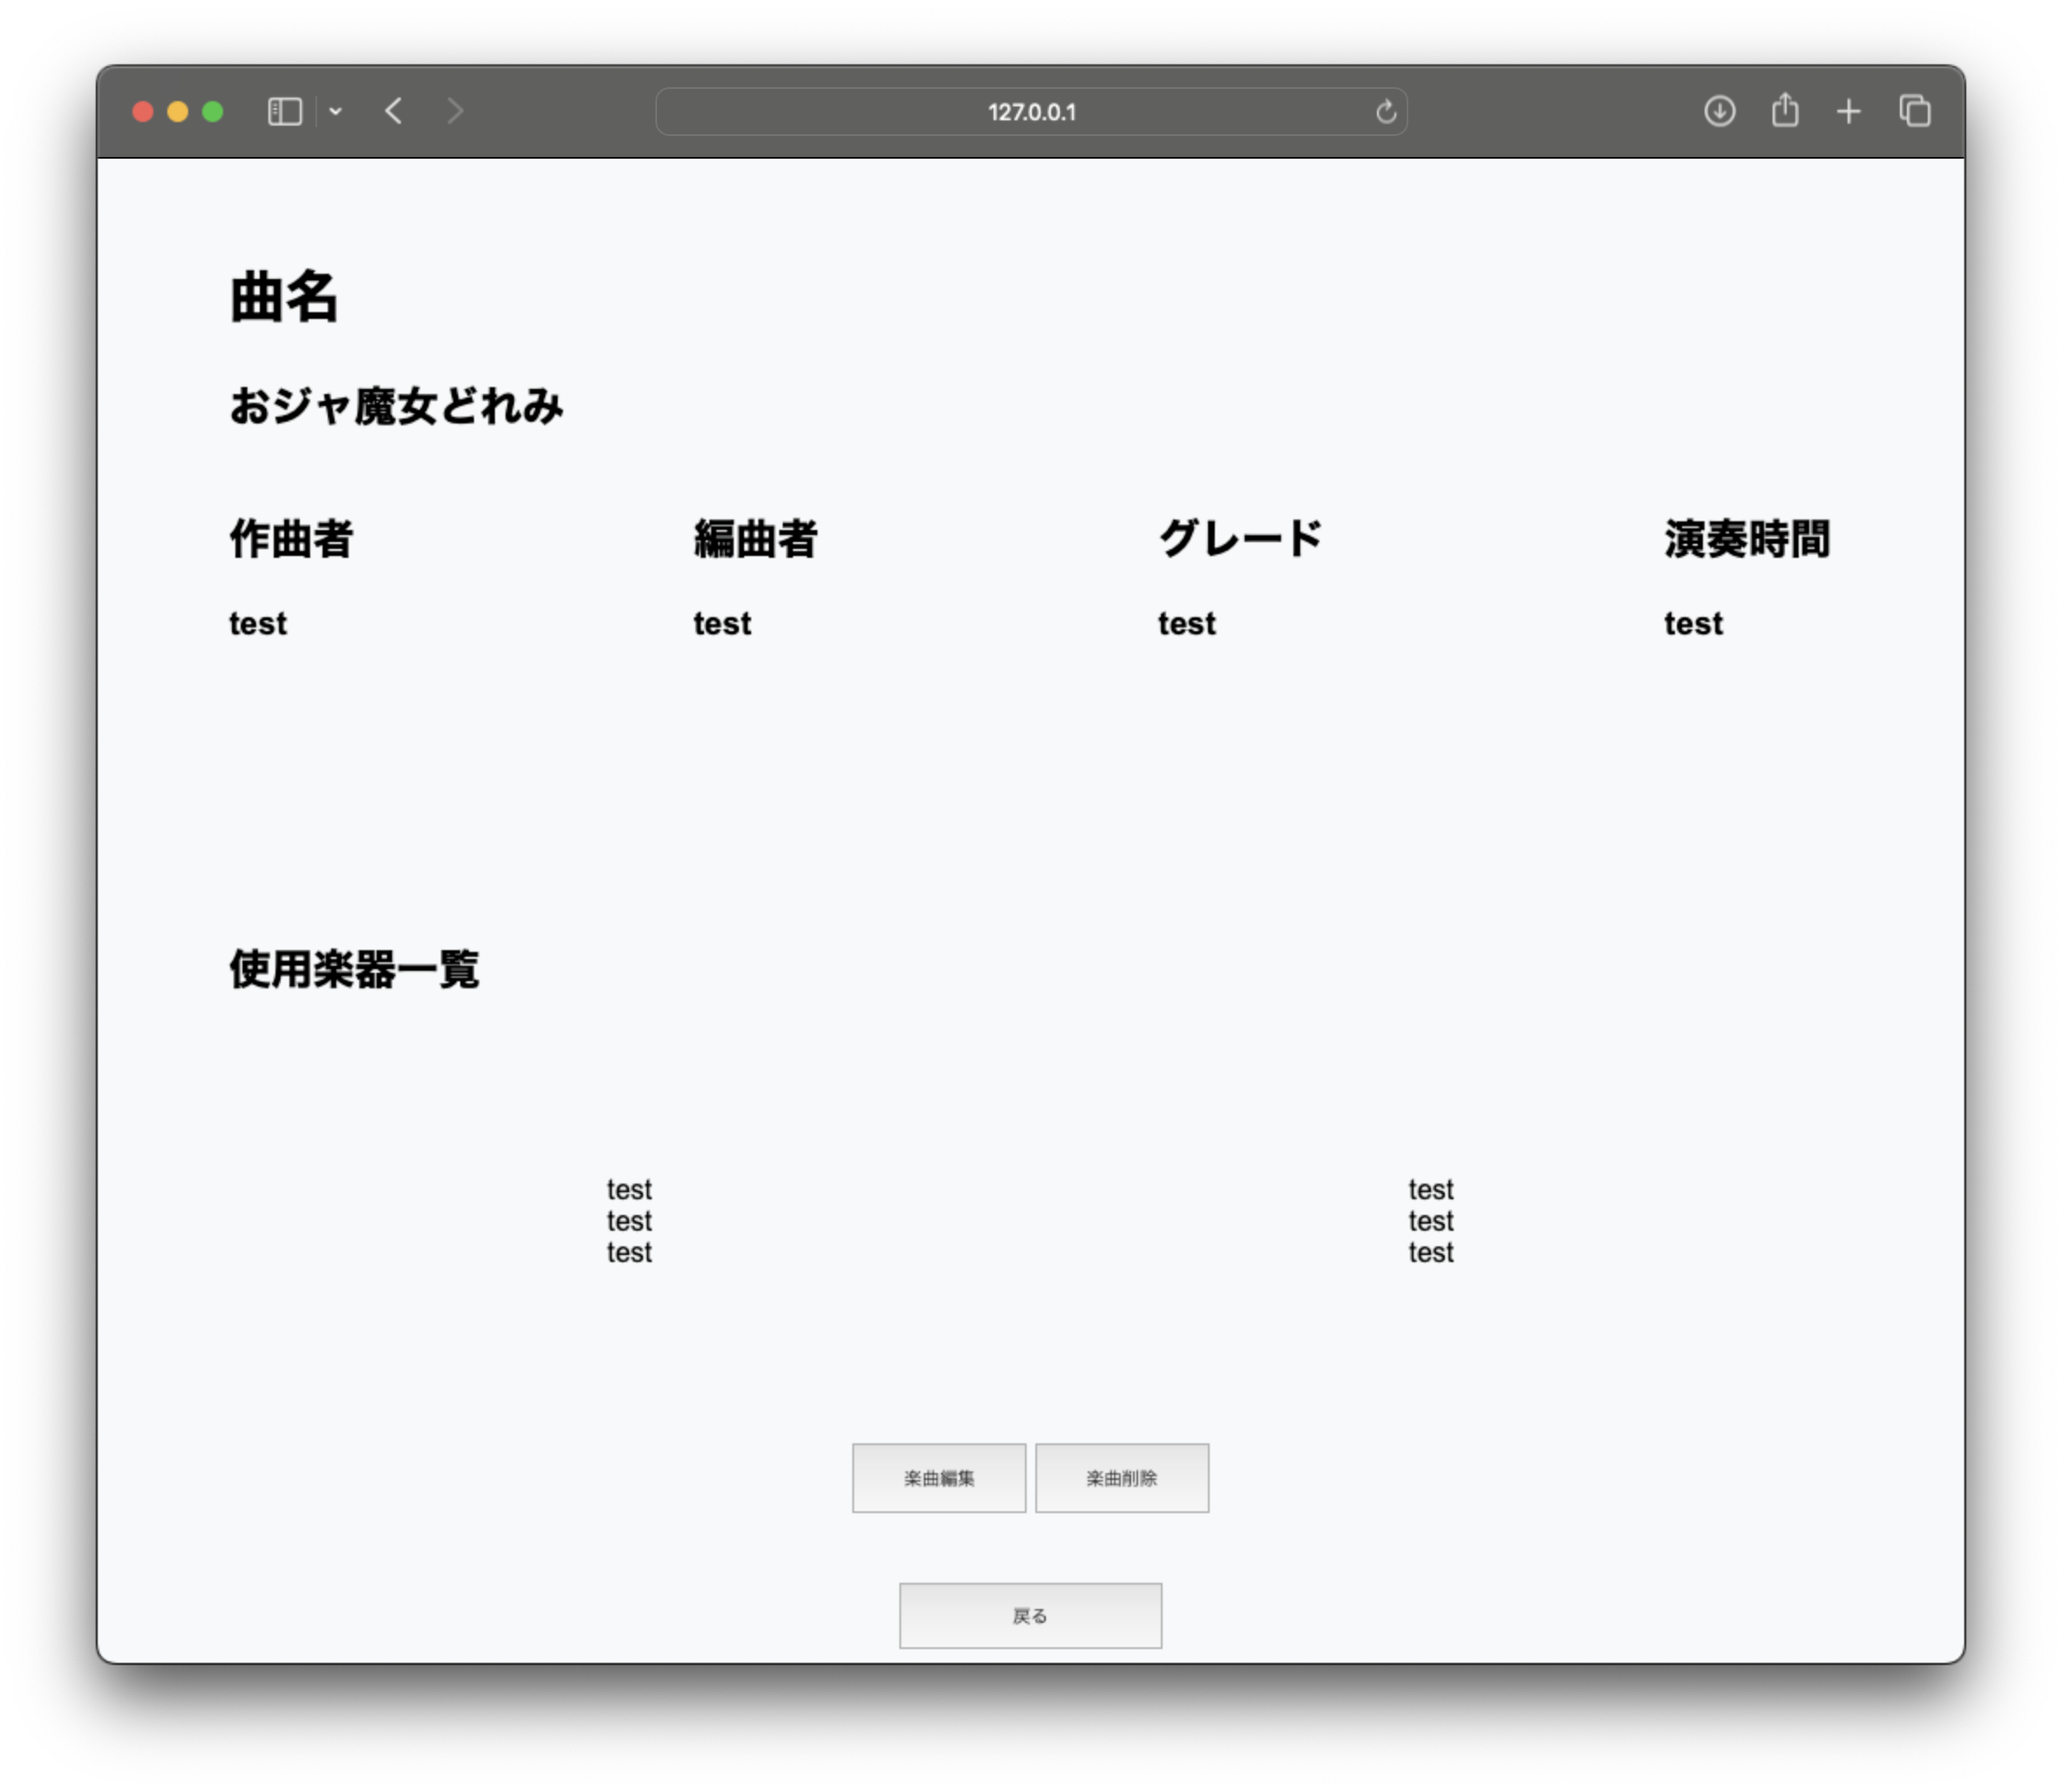 127.0.0.1
曲名
おジャ魔女どれみ
作曲者 編曲者 グレード 演奏時間
test test test test
使用楽器一覧
test test
test test
test test
楽曲編集 楽曲削除
戻る